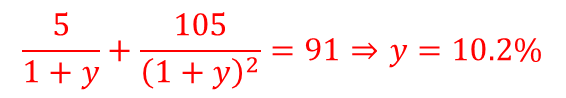 5/(1 + y) + 105/(1 + y)² = 91 ⇒ y = 10.2%